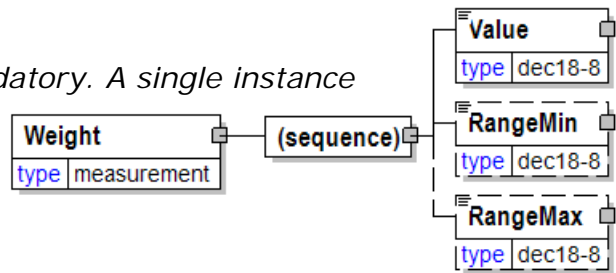 Value
type dec18-8
datory. A single instance
Weight
type measurement
(sequence)
RangeMin
type dec18-8
RangeMax
type dec18-8